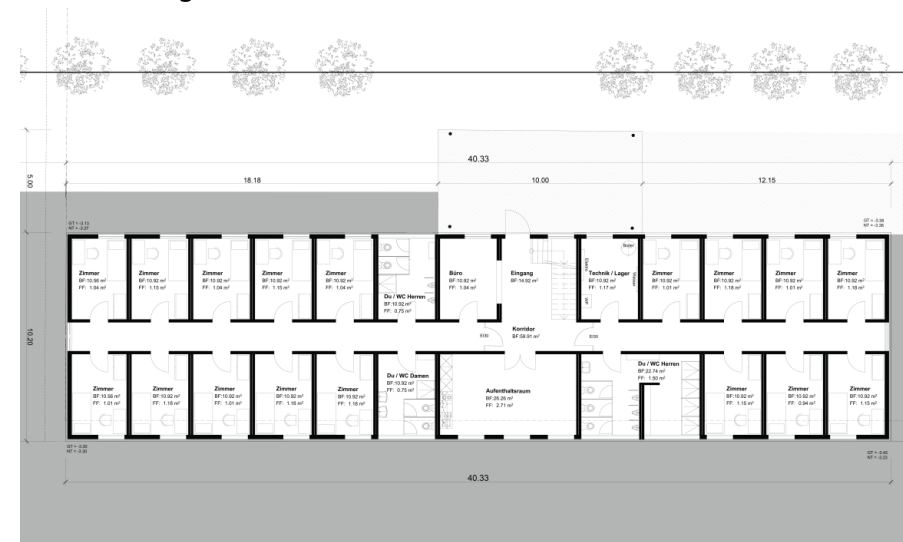 40.33
18.18
10.00
12.15
5.00
10.20
Zimmer
BF:10.56 m²
FF: 1.04 m²
Zimmer
BF:10.92 m²
FF: 1.10 m²
Zimmer
BF:10.92 m²
FF: 1.04 m²
Zimmer
BF:10.92 m²
FF: 1.15 m²
Zimmer
BF:10.92 m²
FF: 1.04 m²
Du / WC Herren
BF:10.92 m²
FF: 0.75 m²
Büro
BF:10.92 m²
FF: 1.04 m²
Eingang
BF:14.92 m²
Technik / Lager
BF:10.92 m²
FF: 1.17 m²
Zimmer
BF:10.92 m²
FF: 1.01 m²
Zimmer
BF:10.92 m²
FF: 1.18 m²
Zimmer
BF:10.92 m²
FF: 1.01 m²
Zimmer
BF:10.92 m²
FF: 1.18 m²
Korridor
BF:58.91 m²
EI30
EI30
Zimmer
BF:10.56 m²
FF: 1.01 m²
Zimmer
BF:10.92 m²
FF: 1.18 m²
Zimmer
BF:10.92 m²
FF: 1.01 m²
Zimmer
BF:10.92 m²
FF: 1.18 m²
Zimmer
BF:10.92 m²
FF: 1.18 m²
Du / WC Damen
BF:10.92 m²
FF: 0.75 m²
Aufenthaltsraum
BF:26.26 m²
FF: 2.71 m²
Du / WC Herren
BF:22.74 m²
FF: 1.50 m²
Zimmer
BF:10.92 m²
FF: 1.15 m²
Zimmer
BF:10.92 m²
FF: 0.94 m²
Zimmer
BF:10.92 m²
FF: 1.15 m²
40.33